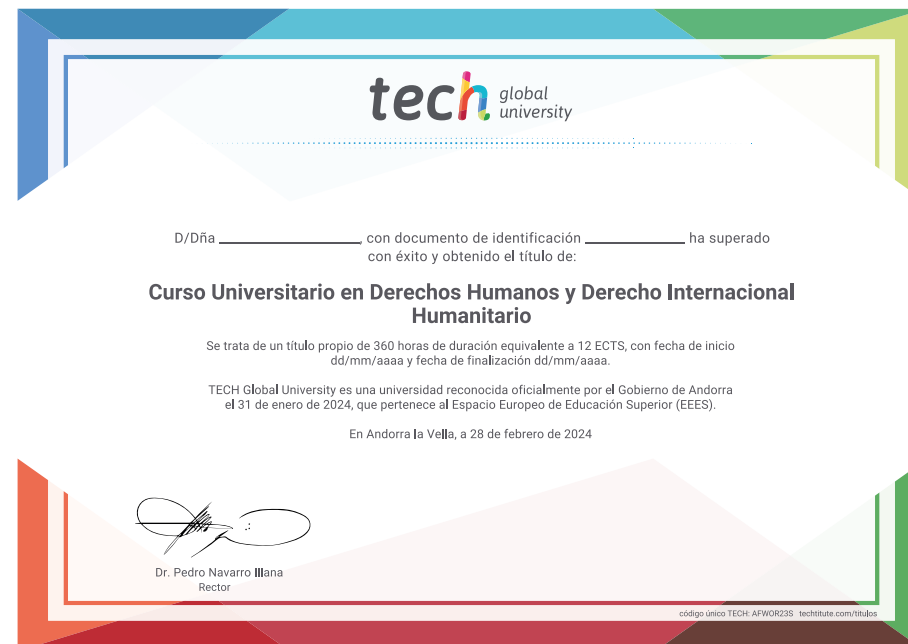 tech global university
D/Dña ________________, con documento de identificación ____________ ha superado
con éxito y obtenido el título de:
Curso Universitario en Derechos Humanos y Derecho Internacional
Humanitario
Se trata de un título propio de 360 horas de duración equivalente a 12 ECTS, con fecha de inicio
dd/mm/aaaa y fecha de finalización dd/mm/aaaa.
TECH Global University es una universidad reconocida oficialmente por el Gobierno de Andorra
el 31 de enero de 2024, que pertenece al Espacio Europeo de Educación Superior (EEES).
En Andorra la Vella, a 28 de febrero de 2024
Dr. Pedro Navarro Illana
Rector
código único TECH: AFWOR23S techtitute.com/titulos